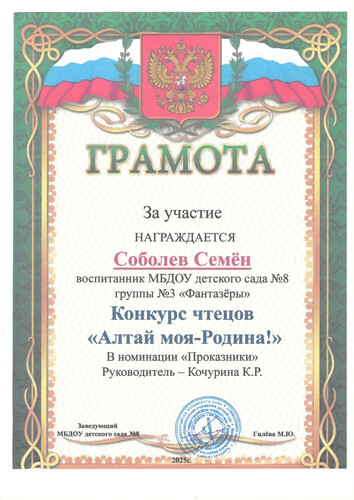 ГРАМОТА
За участие
НАГРАЖДАЕТСЯ
Соболев Семён
воспитанник МБДОУ детского сада №8
группы №3 «Фантазёры»
Конкурс чтецов
«Алтай моя-Родина!»
В номинации «Проказники»
Руководитель – Кочурина К.Р.
Заведующий
МБДОУ детского сада №8
Гилёва М.Ю.
2025г.